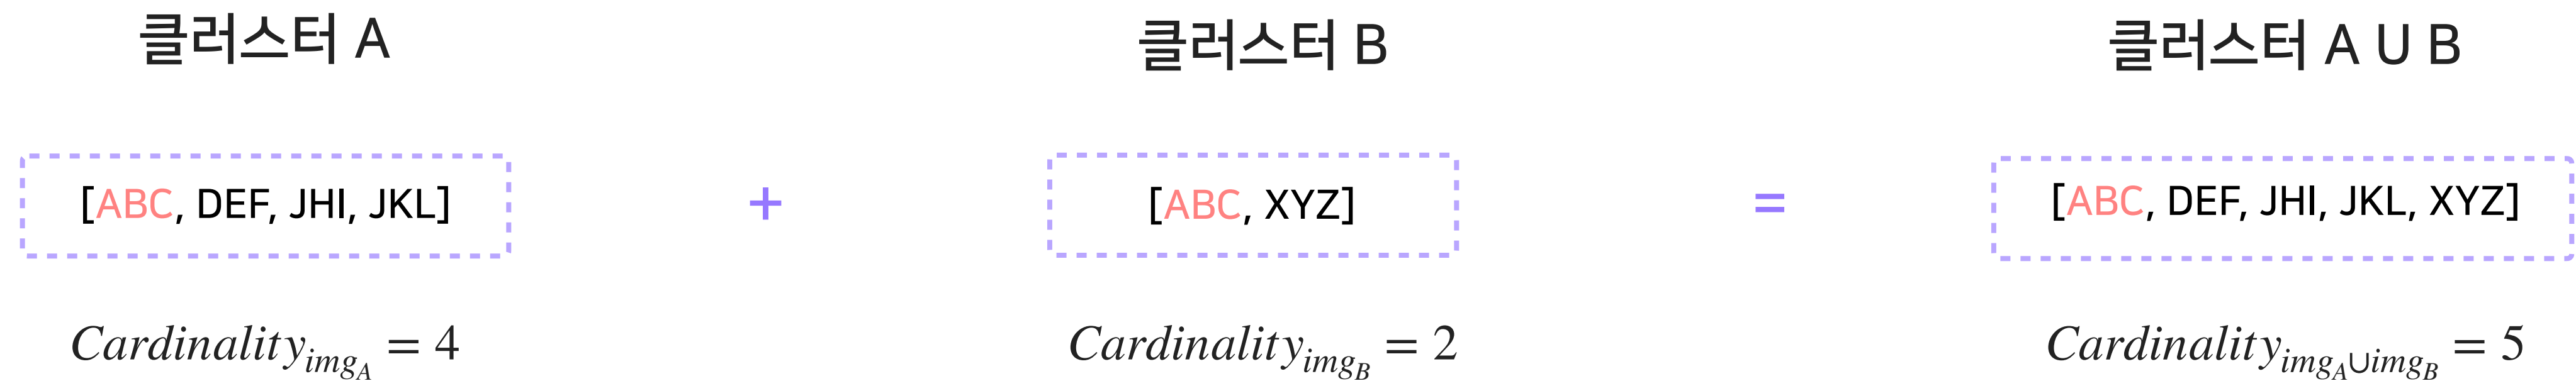 클러스터 A
클러스터 B
클러스터 A U B
[ABC, DEF, JHI, JKL]
+
[ABC, XYZ]
=
[ABC, DEF, JHI, JKL, XYZ]
Cardinality_{img_A} = 4
Cardinality_{img_B} = 2
Cardinality_{img_A∪img_B} = 5